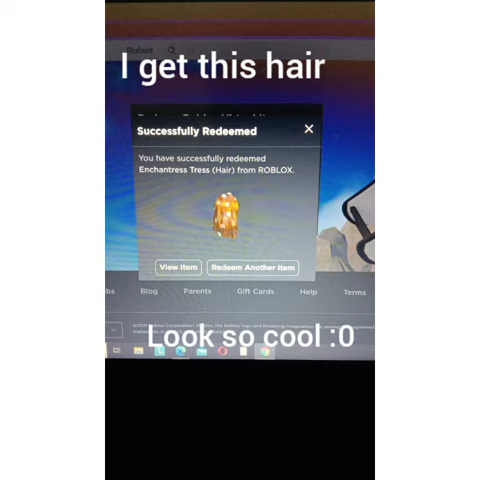 Roblox
I get this hair
Successfully Redeemed
You have successfully redeemed
Enchantress Tress (Hair) from ROBLOX.
View Item
Redeem Another Item
Blog Parents Gift Cards Help Terms
Look so cool :0